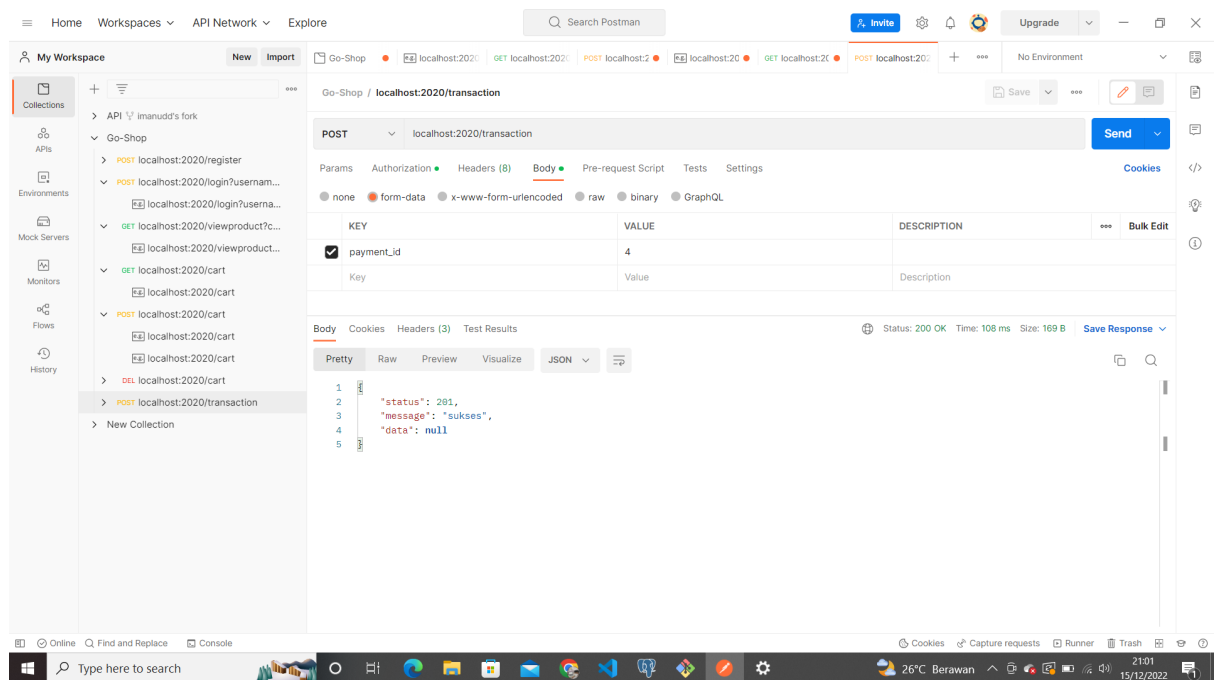 Home Workspaces API Network Explore Search Postman Invite Upgrade
My Workspace New Import Go-Shop localhost:202 GET localhost:202 POST localhost:2 localhost:20 GET localhost:20 POST localhost:202 No Environment
Collections
APIs
Environments
Mock Servers
Monitors
Flows
History
API imanudd's fork
Go-Shop
POST localhost:2020/register
POST localhost:2020/login?usernam...
localhost:2020/login?userna...
GET localhost:2020/viewproduct?c...
localhost:2020/viewproduct...
GET localhost:2020/cart
localhost:2020/cart
POST localhost:2020/cart
localhost:2020/cart
localhost:2020/cart
DEL localhost:2020/cart
POST localhost:2020/transaction
New Collection
Go-Shop / localhost:2020/transaction Save
POST localhost:2020/transaction Send
Params Authorization Headers (8) Body Pre-request Script Tests Settings Cookies
none form-data x-www-form-urlencoded raw binary GraphQL
KEY VALUE DESCRIPTION Bulk Edit
payment_id 4
Key Value Description
Body Cookies Headers (3) Test Results Status: 200 OK Time: 108 ms Size: 169 B Save Response
Pretty Raw Preview Visualize JSON
1 {
2 "status": 201,
3 "message": "sukses",
4 "data": null
5 }
Online Find and Replace Console Cookies Capture requests Runner Trash
Type here to search 26°C Berawan 21:01
15/12/2022